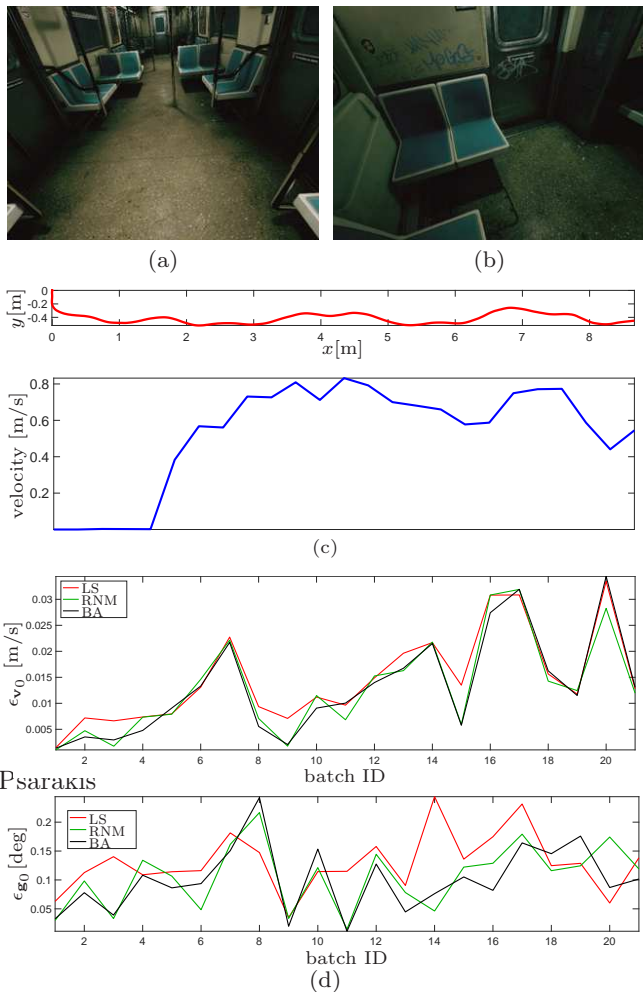 (a)
(b)
0
-0.2
-0.4
y[m]
0 1 2 3 4 5 6 7 8
x[m]
0.8
0.6
0.4
0.2
velocity [m/s]
(c)
LS
RNM
BA
0.03
0.025
0.02
0.015
0.01
0.005
ϵv0 [m/s]
2 4 6 8 10 12 14 16 18 20
batch ID
Psarakis
LS
RNM
BA
0.2
0.15
0.1
0.05
ϵg0 [deg]
2 4 6 8 10 12 14 16 18 20
batch ID
(d)